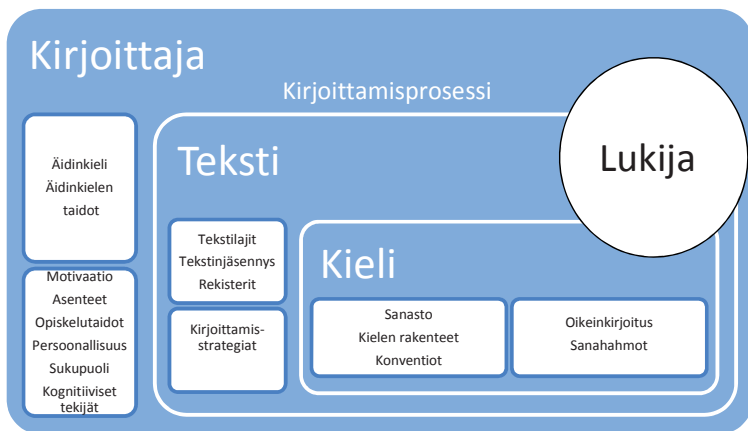 Kirjoittaja
Kirjoittamisprosessi
Äidinkieli
Äidinkielen
taidot
Motivaatio
Asenteet
Opiskelutaidot
Persoonallisuus
Sukupuoli
Kognitiiviset
tekijät
Teksti
Tekstilajit
Tekstinjäsennys
Rekisterit
Kirjoittamis-
strategiat
Kieli
Sanasto
Kielen rakenteet
Konventiot
Oikeinkirjoitus
Sanahahmot
Lukija